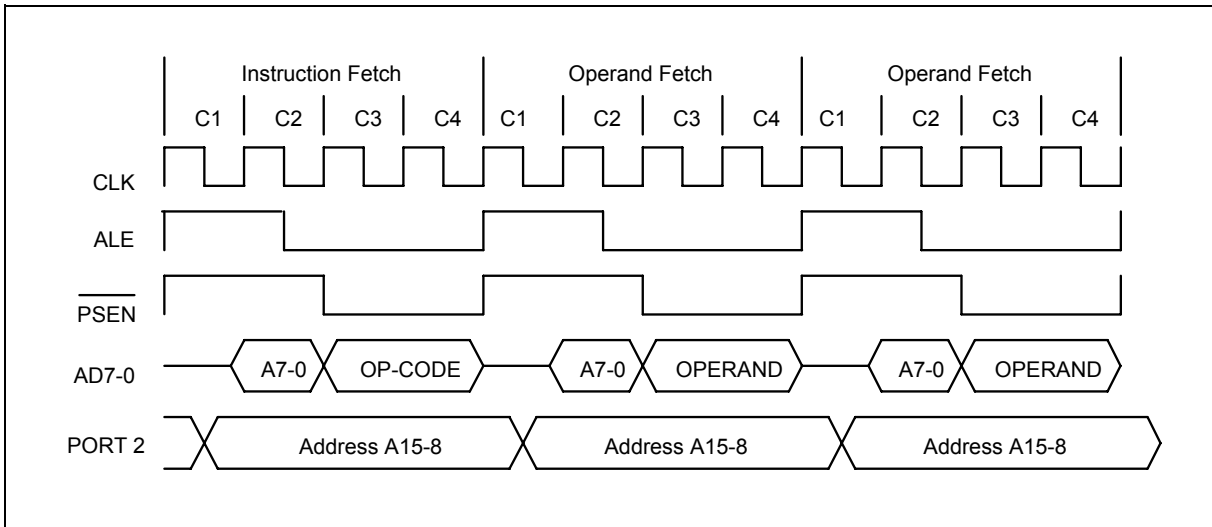 Instruction Fetch Operand Fetch Operand Fetch
C1 C2 C3 C4 C1 C2 C3 C4 C1 C2 C3 C4
CLK
ALE
PSEN
AD7-0 A7-0 OP-CODE A7-0 OPERAND A7-0 OPERAND
PORT 2 Address A15-8 Address A15-8 Address A15-8